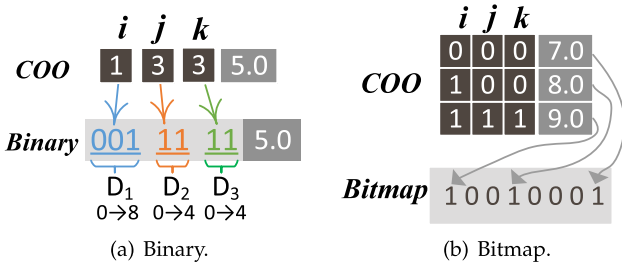 i j k
COO 1 3 3 5.0
Binary 001 11 11 5.0
D1 D2 D3
0→8 0→4 0→4
(a) Binary.
i j k
COO
0 0 0 7.0
1 0 0 8.0
1 1 1 9.0
Bitmap 1 0 0 1 0 0 0 1
(b) Bitmap.